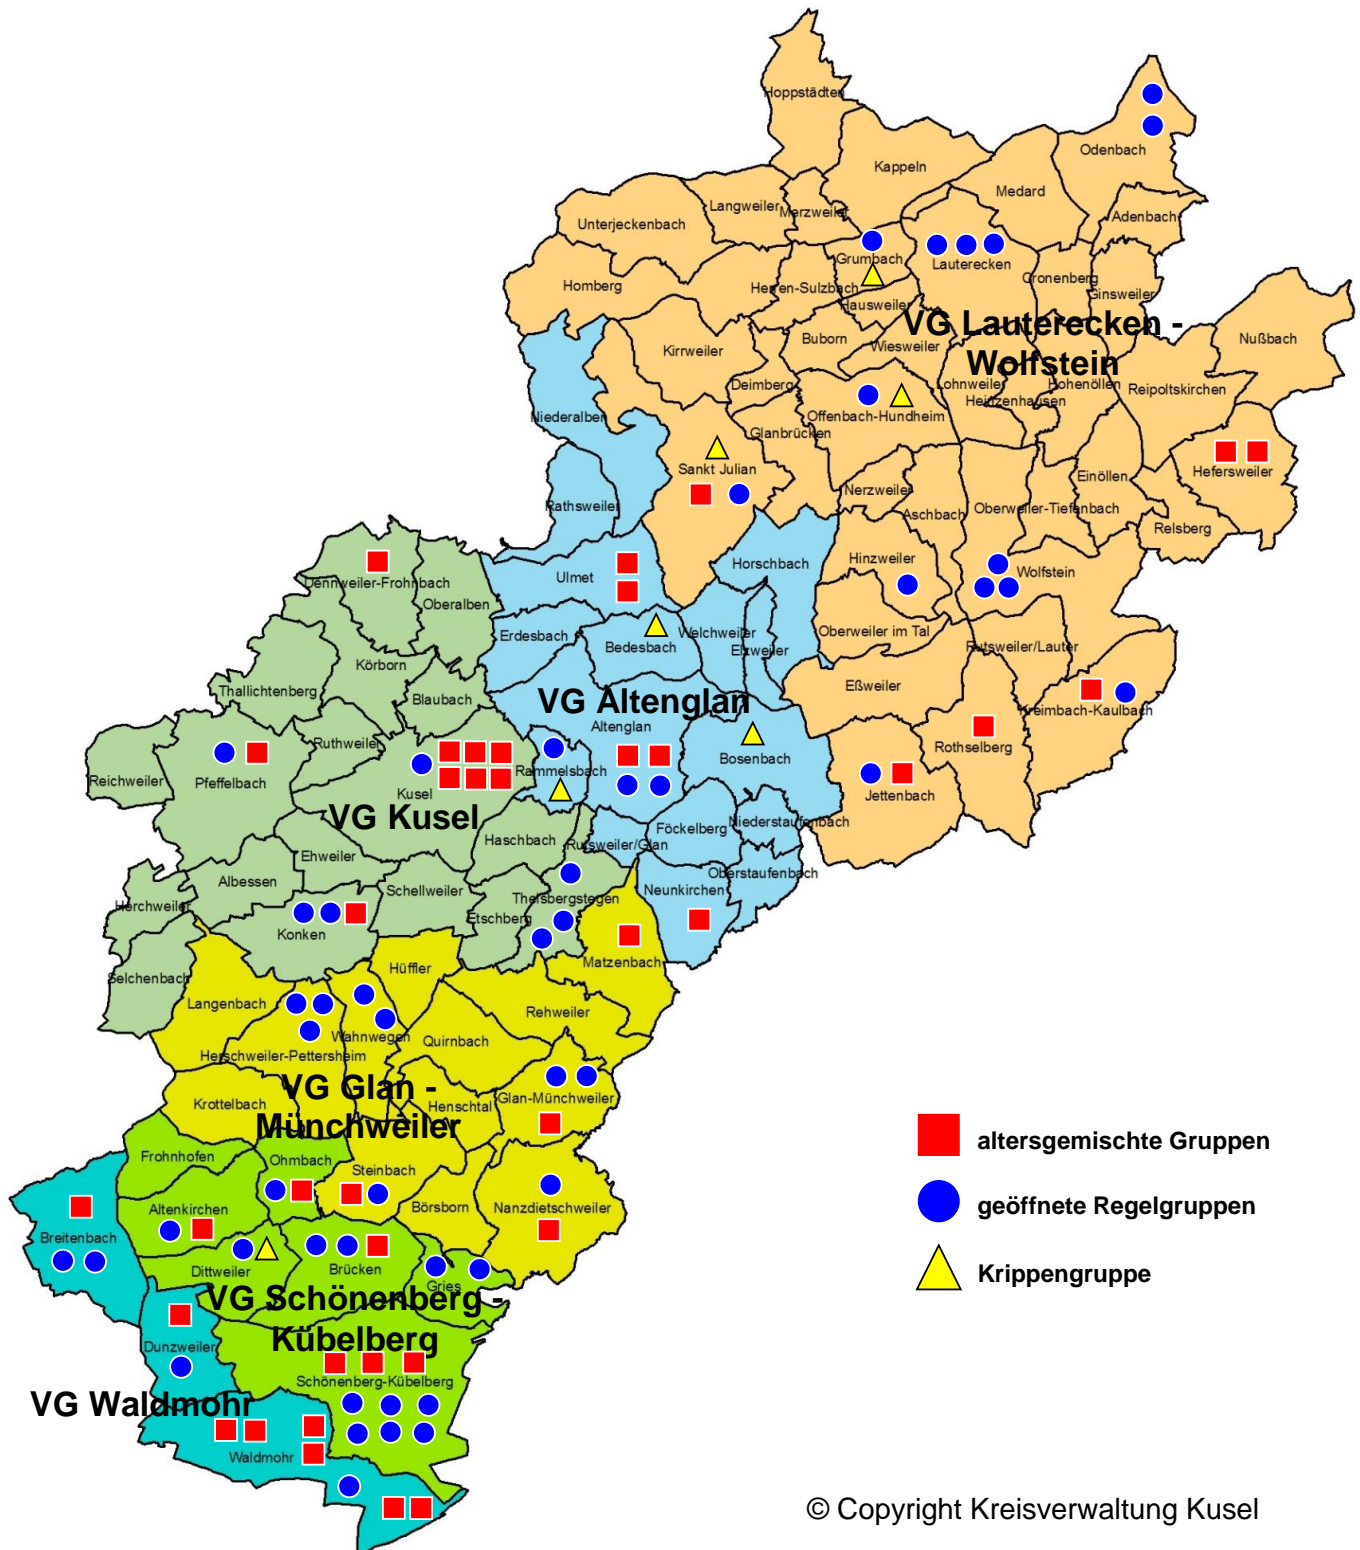 Hoppstädten
Kappeln
Odenbach
Medard
Langweiler
Merzweiler
Adenbach
Unterjeckenbach
Grumbach
Lauterecken
Homberg
Herren-Sulzbach
Cronenberg
Ginsweiler
Hausweiler
VG Lauterecken -
Wolfstein
Nußbach
Buborn
Wiesweiler
Kirrweiler
Deimberg
Lohnweiler
Hohenöllen
Reipoltskirchen
Heinzenhausen
Niederalben
Offenbach-Hundheim
Glanbrücken
Sankt Julian
Hefersweiler
Einöllen
Nerzweiler
Rathsweiler
Aschbach
Oberweiler-Tiefenbach
Relsberg
Horschbach
Hinzweiler
Wolfstein
Ulmet
Dennweiler-Frohnbach
Oberalben
Erdesbach
Bedesbach
Welchweiler
Elzweiler
Oberweiler im Tal
Rutsweiler/Lauter
Körborn
Thallichtenberg
Blaubach
Eßweiler
VG Altenglan
Altenglan
Kreimbach-Kaulbach
Ruthweiler
Rothselberg
Bosenbach
Rammelsbach
Reichweiler
Pfeffelbach
Kusel
Jettenbach
VG Kusel
Föckelberg
Niederstaufenbach
Haschbach
Rutsweiler/Glan
Ehweiler
Albessen
Schellweiler
Oberstaufenbach
Neunkirchen
Theisbergstegen
Herchweiler
Etschberg
Konken
Matzenbach
Hüffler
Selchenbach
Langenbach
Rehweiler
Wahnwegen
Quirnbach
Herschweiler-Pettersheim
VG Glan -
Münchweiler
Glan-Münchweiler
Krottelbach
Henschtal
Frohnhofen
Ohmbach
Steinbach
Altenkirchen
Börsborn
Nanzdietschweiler
Breitenbach
Dittweiler
Brücken
Gries
VG Schönenberg -
Kübelberg
Dunzweiler
Schönenberg-Kübelberg
VG Waldmohr
Waldmohr
altersgemischte Gruppen
geöffnete Regelgruppen
Krippengruppe
© Copyright Kreisverwaltung Kusel